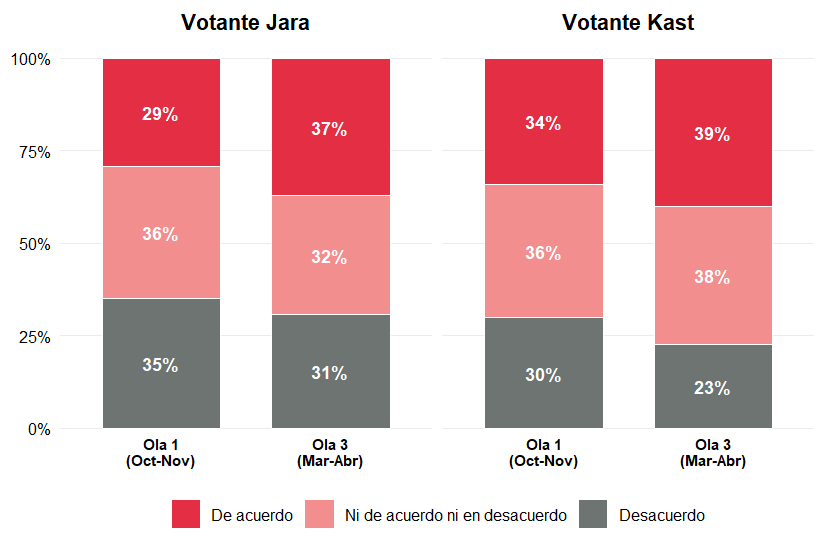 Votante Jara
Votante Kast
100%
75%
50%
25%
0%
29%
36%
35%
37%
32%
31%
34%
36%
30%
39%
38%
23%
Ola 1
(Oct-Nov)
Ola 3
(Mar-Abr)
Ola 1
(Oct-Nov)
Ola 3
(Mar-Abr)
De acuerdo
Ni de acuerdo ni en desacuerdo
Desacuerdo